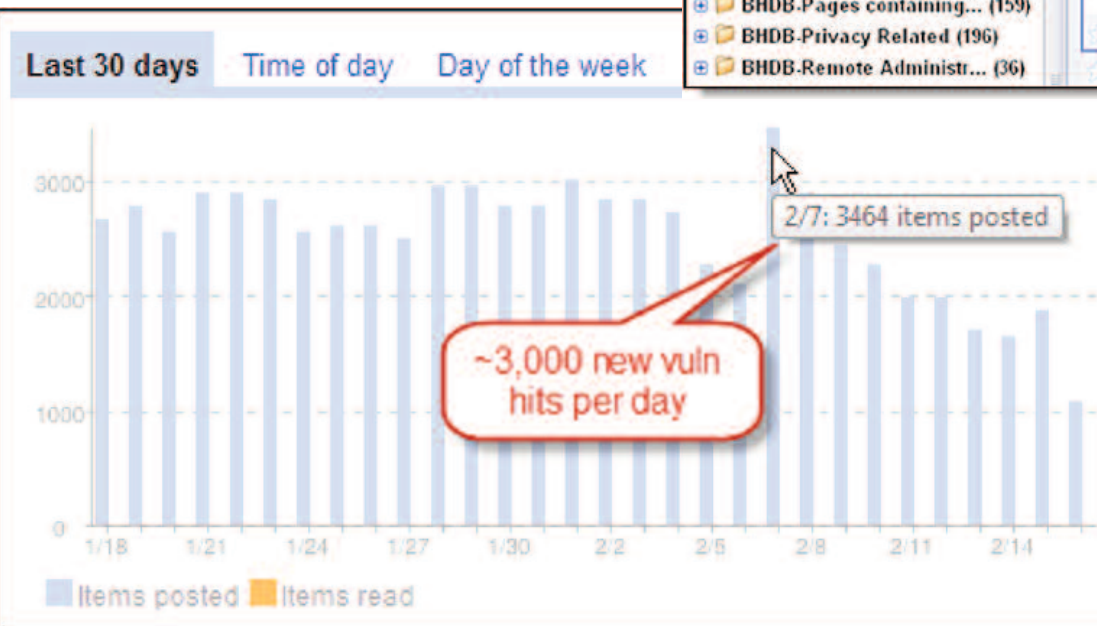 BHDB-Pages containing... (159)
BHDB-Privacy Related (196)
BHDB-Remote Administr... (36)
Last 30 days Time of day Day of the week
3000
2/7: 3464 items posted
2000
~3,000 new vuln
hits per day
1000
0
1/18 1/21 1/24 1/27 1/30 2/2 2/5 2/8 2/11 2/14
Items posted Items read